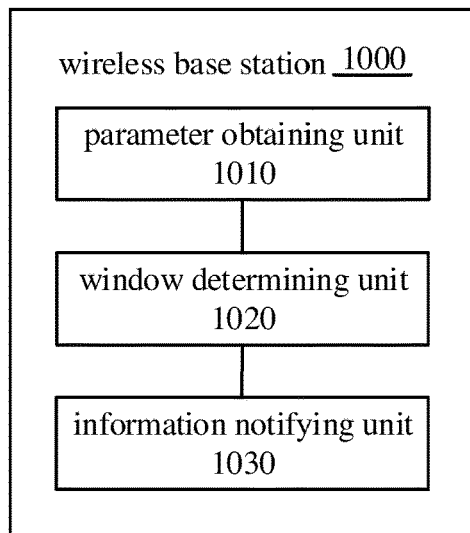 wireless base station 1000
parameter obtaining unit
1010
window determining unit
1020
information notifying unit
1030